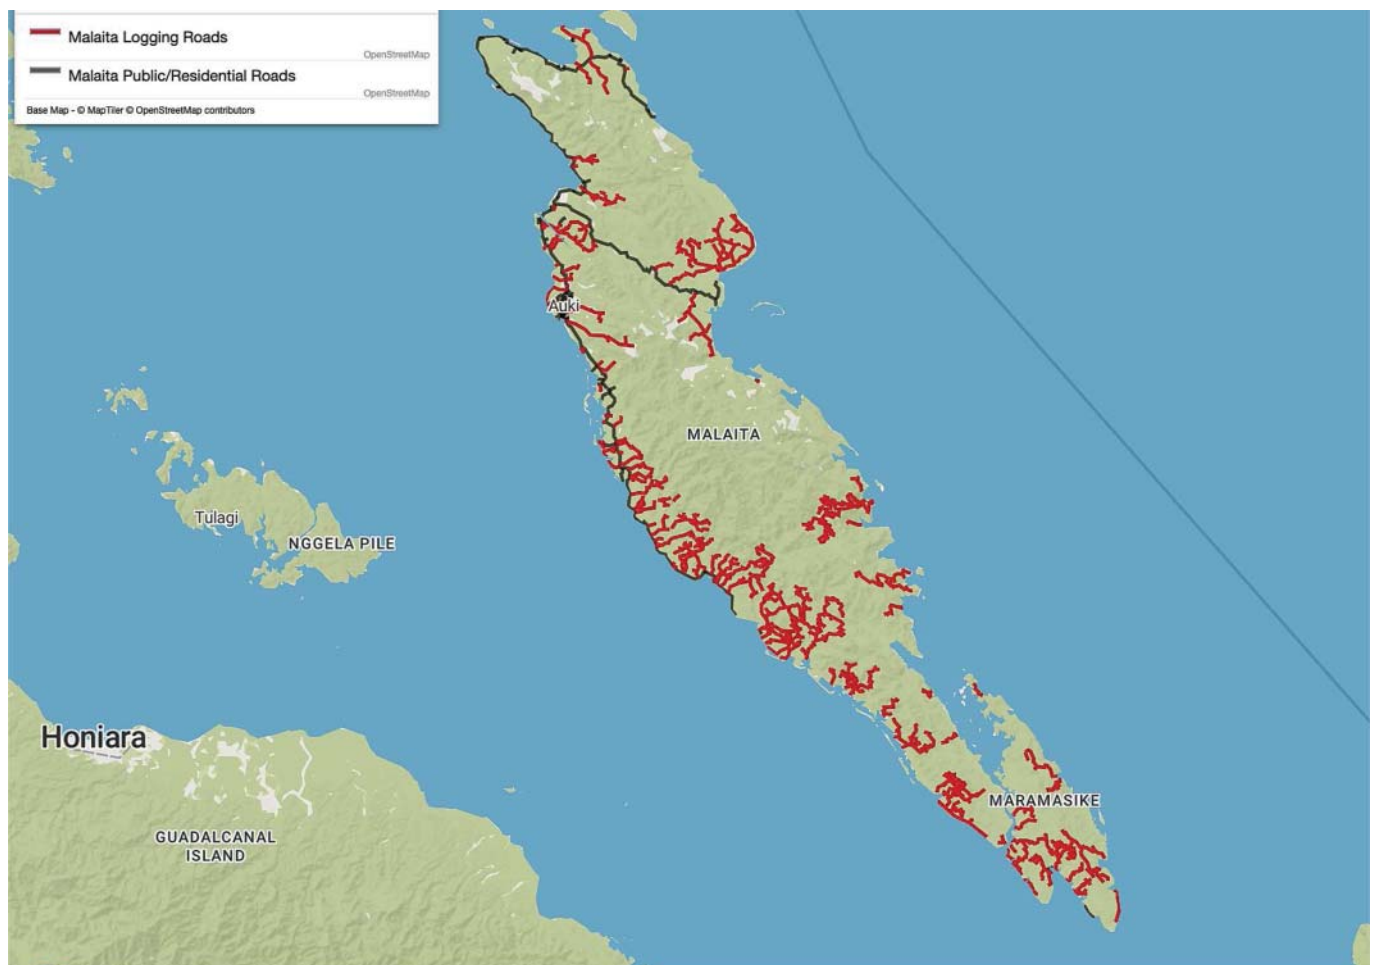 Malaita Logging Roads
OpenStreetMap
Malaita Public/Residential Roads
OpenStreetMap
Base Map - © MapTiler © OpenStreetMap contributors
Auki
MALAITA
Tulagi
NGGELA PILE
Honiara
MARAMASIKE
GUADALCANAL
ISLAND